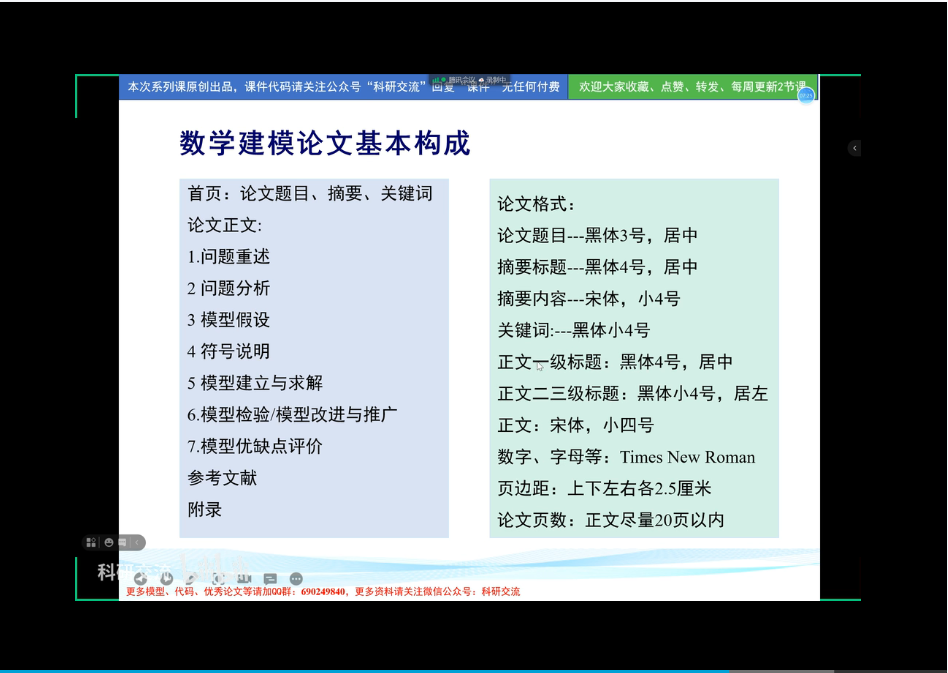 本次系列课原创出品，课件代码请关注公众号“科研交流”回复“课件”无任何付费
欢迎大家收藏、点赞、转发、每周更新2节课
腾讯会议 录制中
数学建模论文基本构成
首页：论文题目、摘要、关键词
论文正文:
1.问题重述
2 问题分析
3 模型假设
4 符号说明
5 模型建立与求解
6.模型检验/模型改进与推广
7.模型优缺点评价
参考文献
附录
论文格式：
论文题目---黑体3号，居中
摘要标题---黑体4号，居中
摘要内容---宋体，小4号
关键词:---黑体小4号
正文一级标题：黑体4号，居中
正文二三级标题：黑体小4号，居左
正文：宋体，小四号
数字、字母等：Times New Roman
页边距：上下左右各2.5厘米
论文页数：正文尽量20页以内
科研交流
更多模型、代码、优秀论文等请加QQ群：690249840，更多资料请关注微信公众号：科研交流